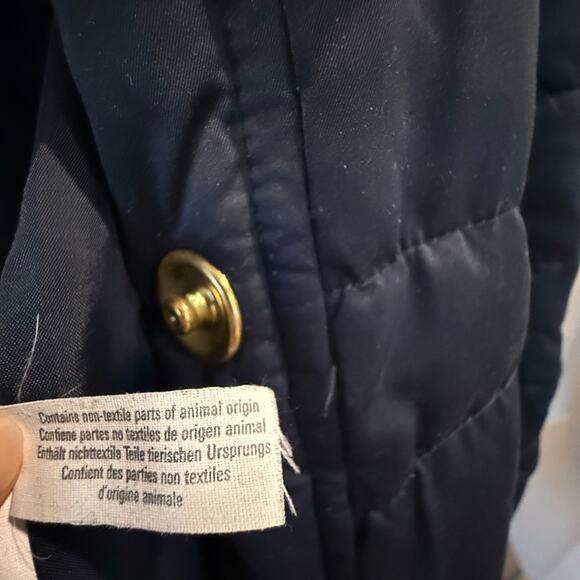 Contains non-textile parts of animal origin
Contiene partes no textiles de origen animal
Enthält nichttextile Teile tierischen Ursprungs
Contient des parties non textiles
d'origine animale